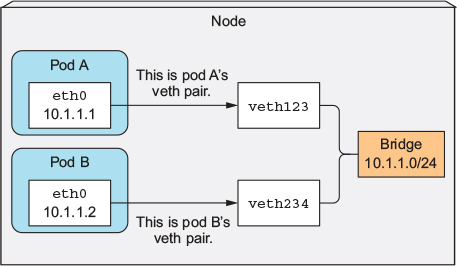 Node
Pod A
eth0
10.1.1.1
This is pod A's
veth pair.
veth123
Bridge
10.1.1.0/24
Pod B
eth0
10.1.1.2
veth234
This is pod B's
veth pair.